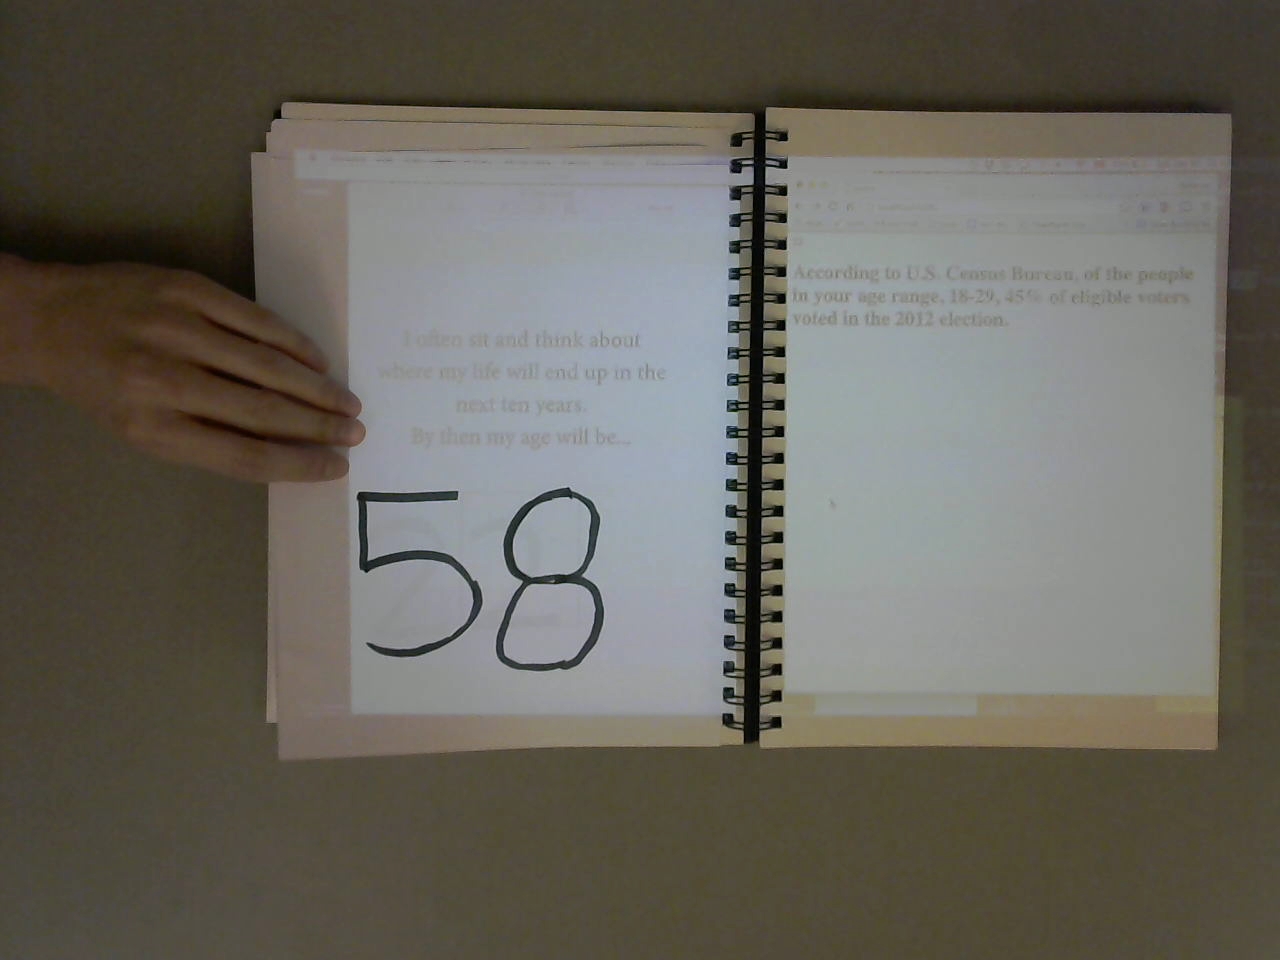 I often sit and think about
where my life will end up in the
next ten years.
By then my age will be...
58
According to U.S. Census Bureau, of the people
in your age range, 18-29, 45% of eligible voters
voted in the 2012 election.